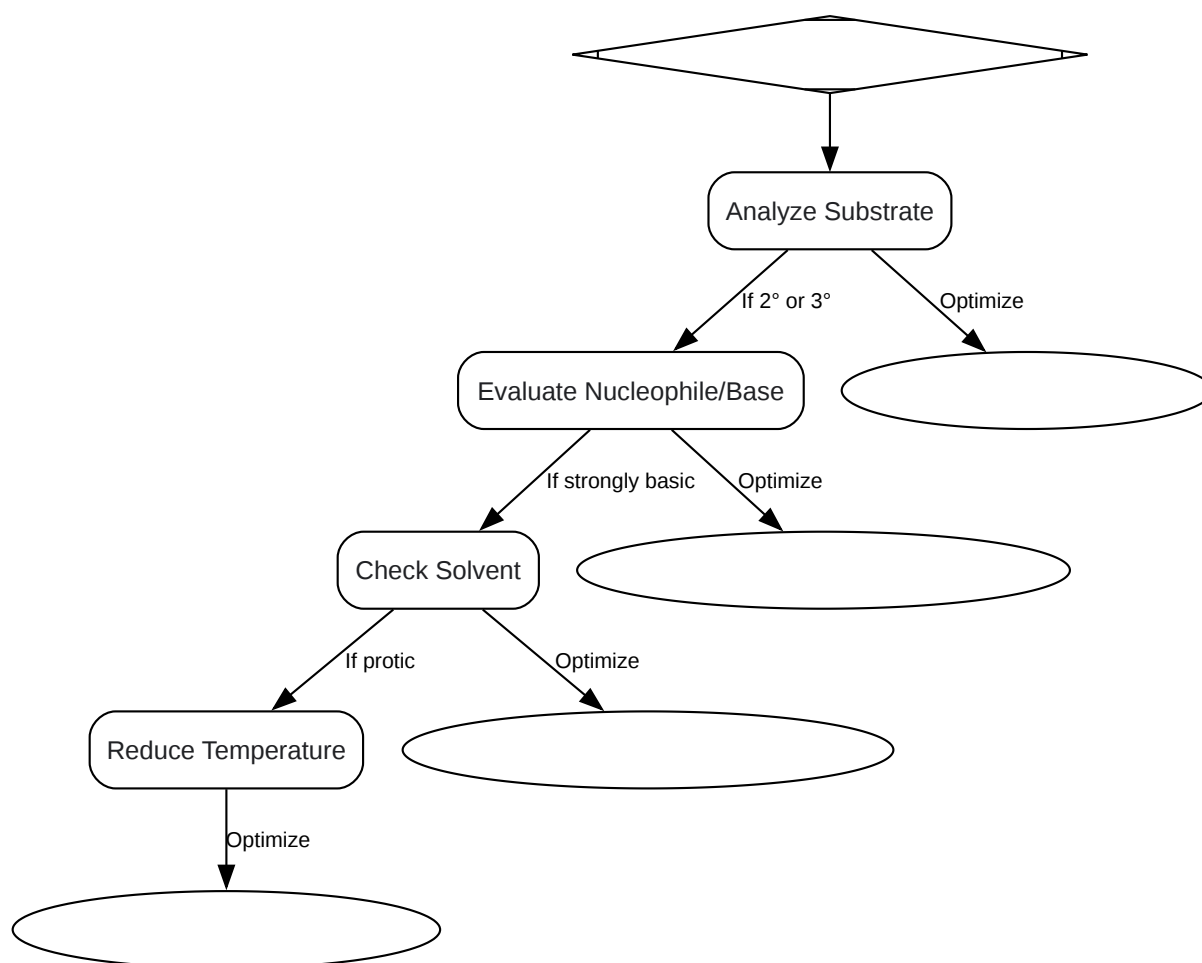 Analyze Substrate
If 2° or 3°
Optimize
Evaluate Nucleophile/Base
If strongly basic
Optimize
Check Solvent
If protic
Optimize
Reduce Temperature
Optimize